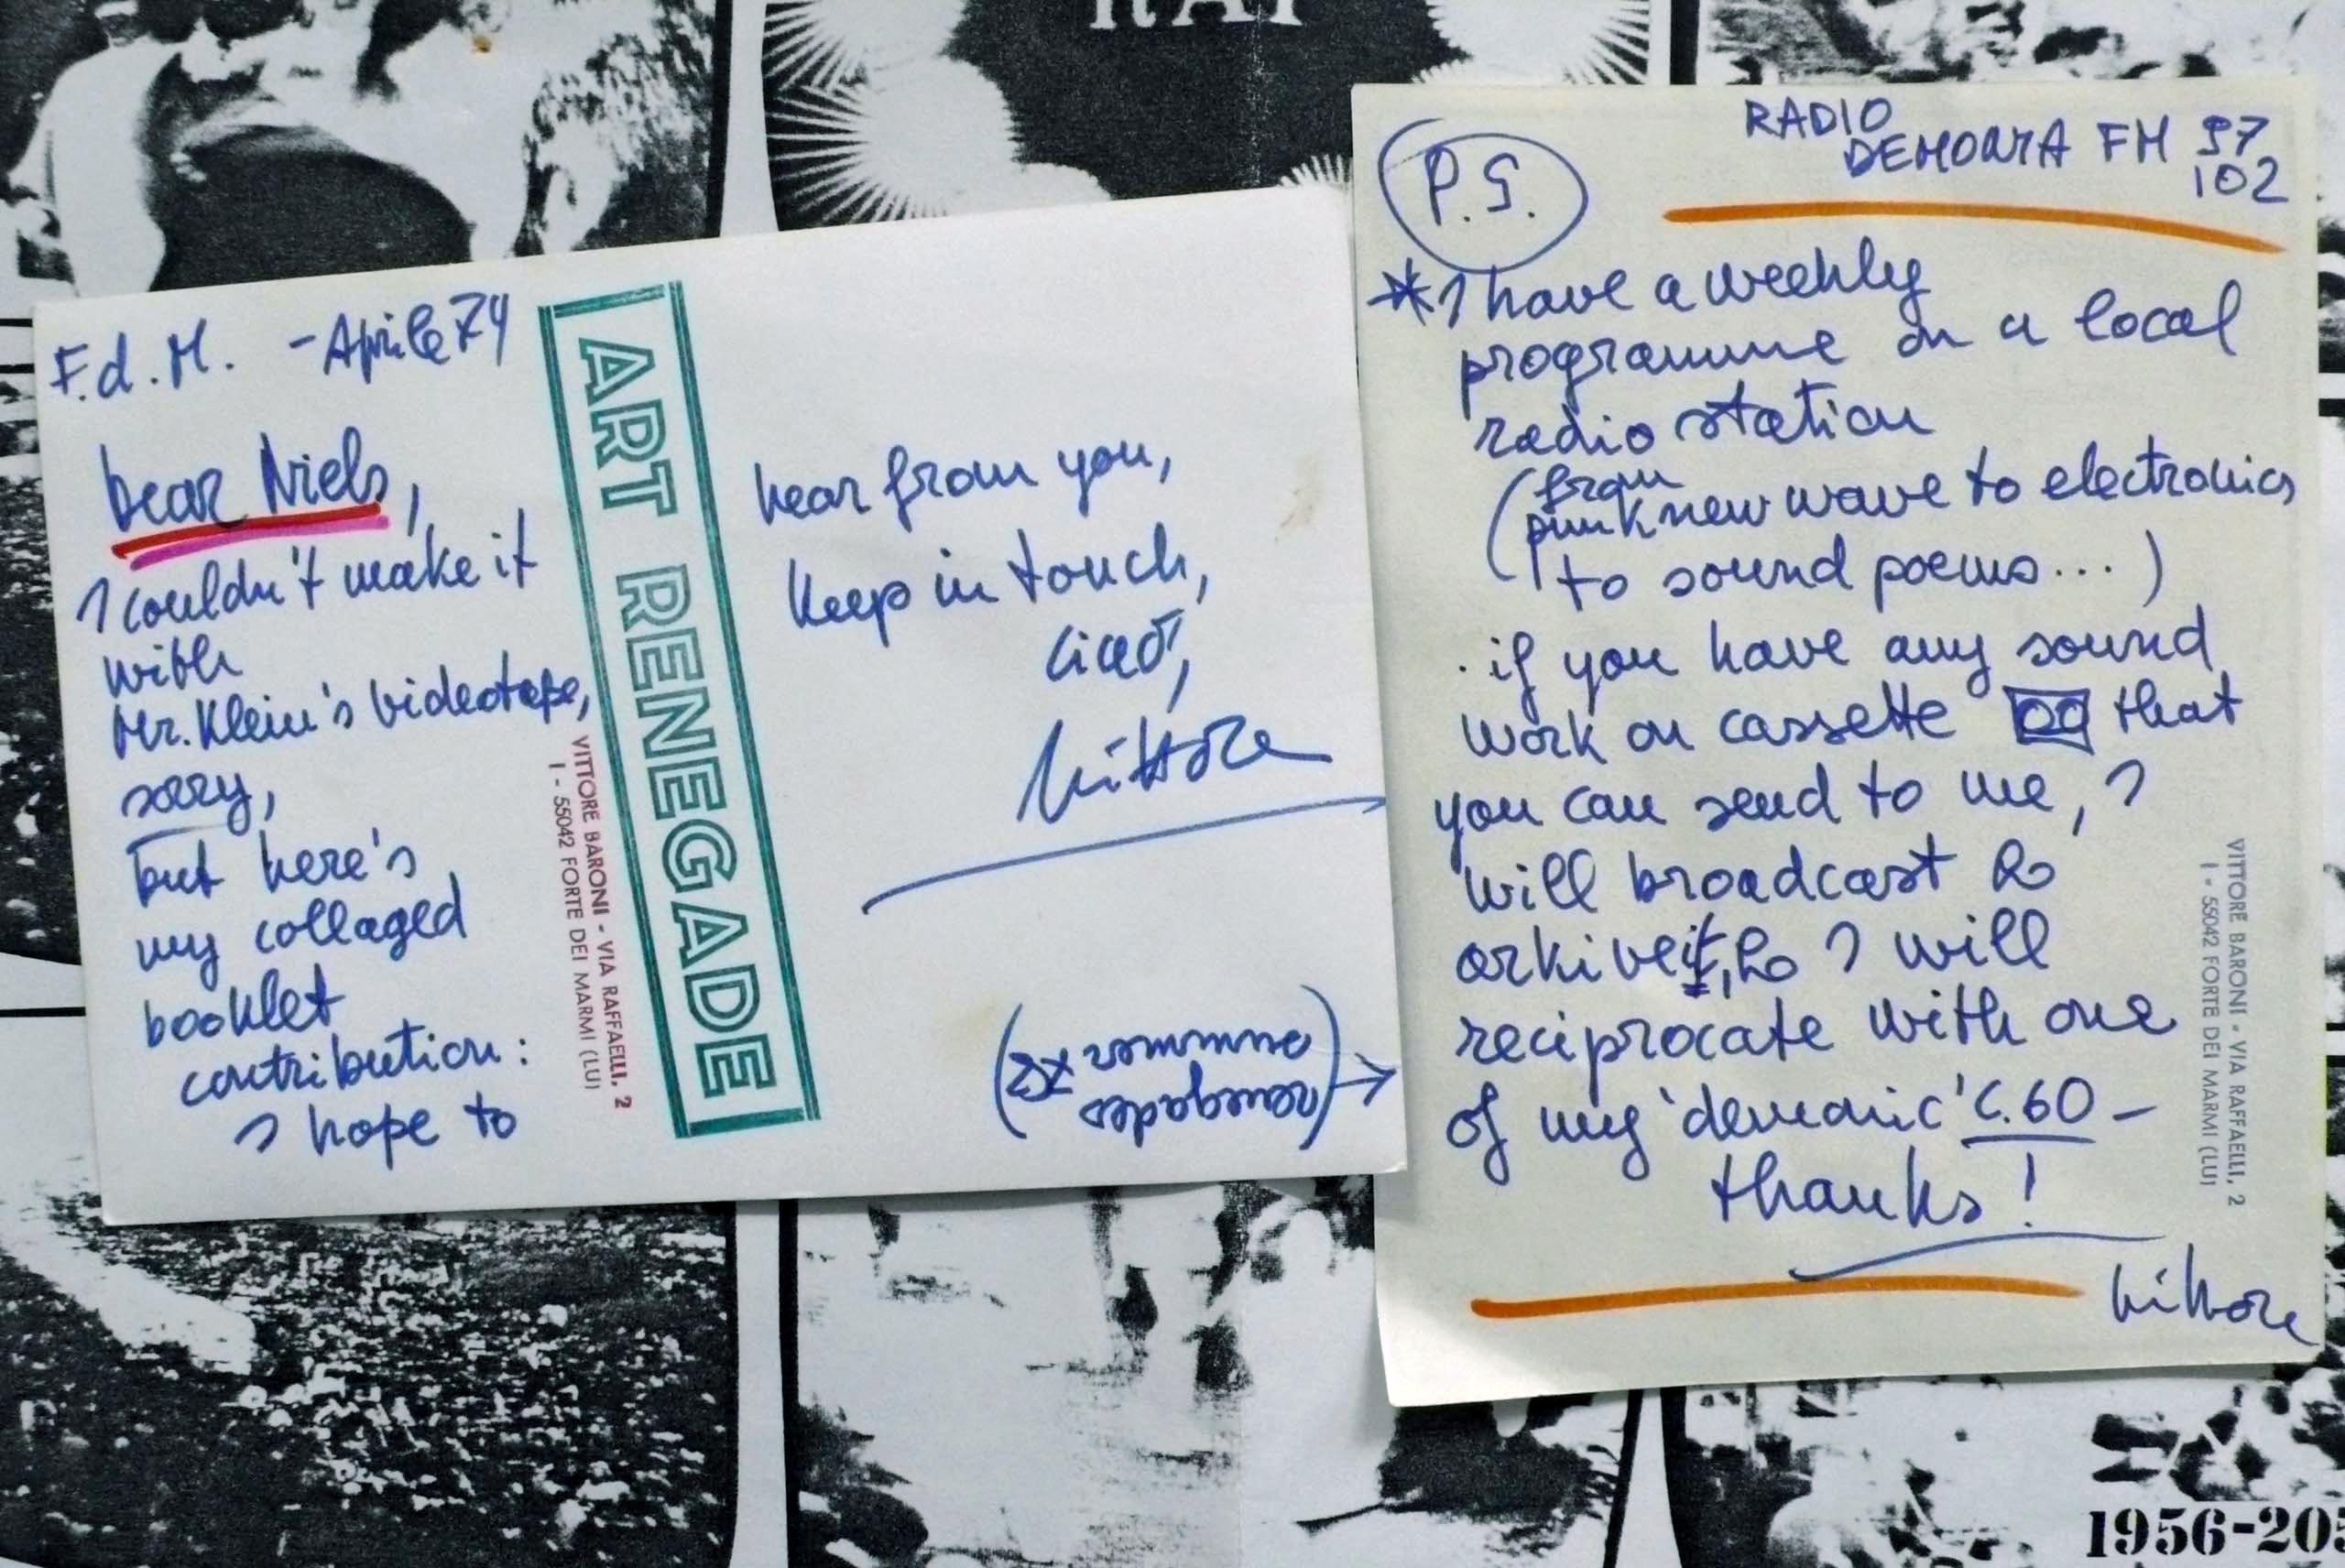 RAT
F.d.M. - Aprile 79
Dear Niels,
I couldn't make it
with
Mr. Klein's videotape,
sorry,
but here's
my collaged
booklet
contribution:
I hope to
ART RENEGADE
VITTORE BARONI - VIA RAFFAELLI, 2
I - 55042 FORTE DEI MARMI (LU)
hear from you,
keep in touch,
ciao,
Vittore
(renegades
summer
P.S.
RADIO
FM 97
102
*I have a weekly
programme on a local
radio station
(from
punk new wave to electronics
to sound poems...)
.if you have any sound
work on cassette that
you can send to me, I
will broadcast &
arkive it, & I will
reciprocate with one
of my 'demonic' C.60 -
thanks!
Vittore
VITTORE BARONI - VIA RAFFAELLI, 2
I - 55042 FORTE DEI MARMI (LU)
1956-20